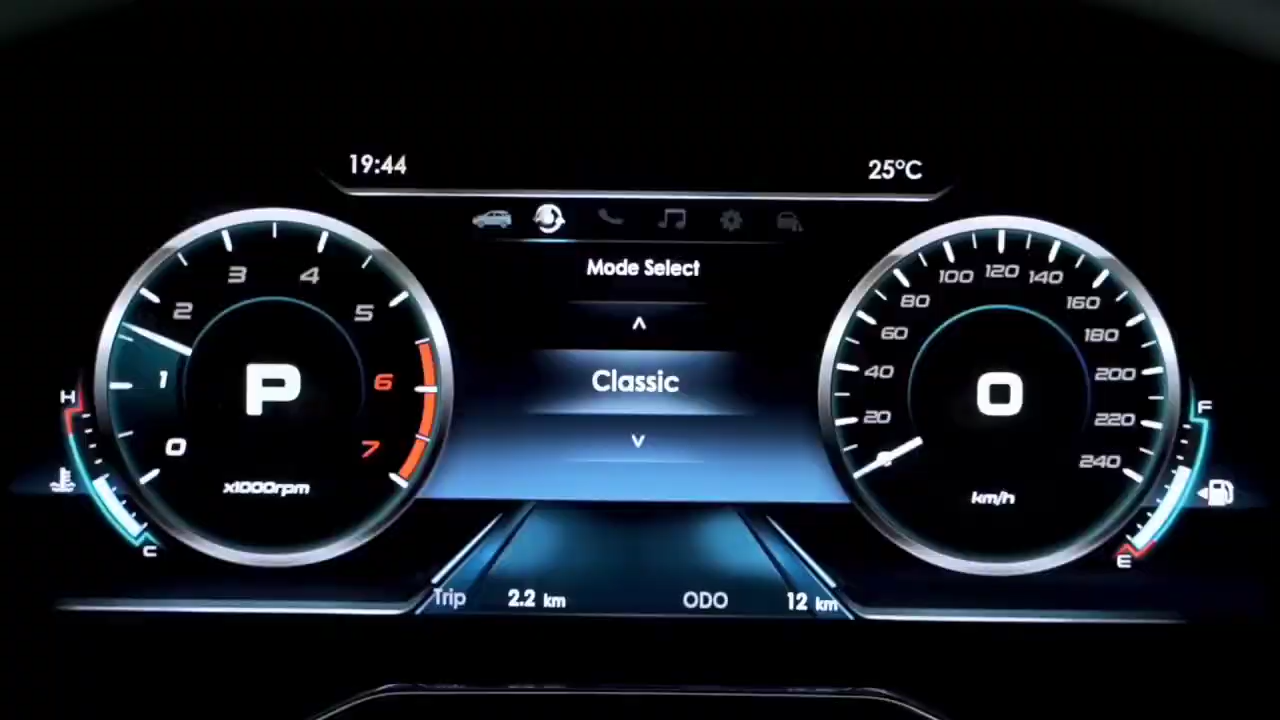 19:44
25°C
Mode Select
Classic
P
0
1
2
3
4
5
6
7
x1000rpm
H
C
0
20
40
60
80
100
120
140
160
180
200
220
240
km/h
F
E
Trip 2.2 km
ODO 12 km